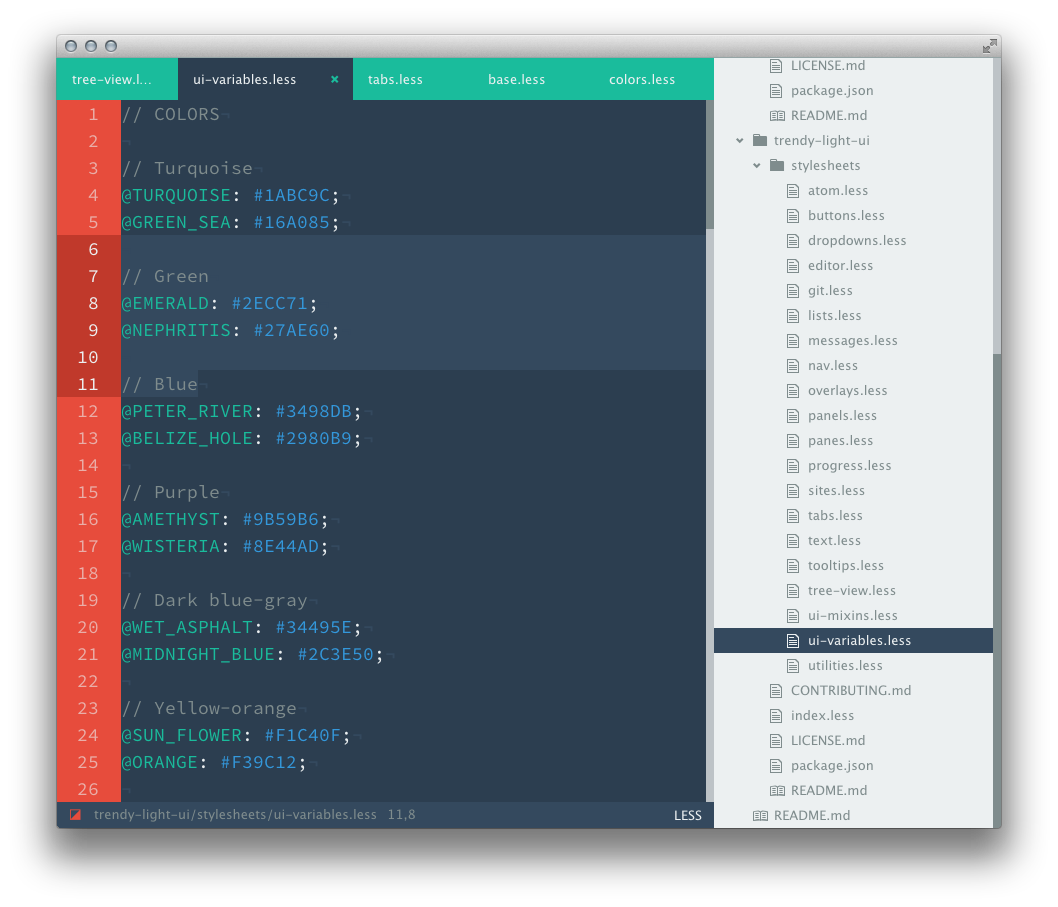 tree-view.l...
ui-variables.less ×
tabs.less
base.less
colors.less
1 // COLORS¬
2 ¬
3 // Turquoise¬
4 @TURQUOISE: #1ABC9C;¬
5 @GREEN_SEA: #16A085;¬
6
7 // Green
8 @EMERALD: #2ECC71;
9 @NEPHRITIS: #27AE60;
10
11 // Blue¬
12 @PETER_RIVER: #3498DB;¬
13 @BELIZE_HOLE: #2980B9;¬
14 ¬
15 // Purple¬
16 @AMETHYST: #9B59B6;¬
17 @WISTERIA: #8E44AD;¬
18 ¬
19 // Dark blue-gray¬
20 @WET_ASPHALT: #34495E;¬
21 @MIDNIGHT_BLUE: #2C3E50;¬
22 ¬
23 // Yellow-orange¬
24 @SUN_FLOWER: #F1C40F;¬
25 @ORANGE: #F39C12;¬
26 ¬
trendy-light-ui/stylesheets/ui-variables.less 11,8
LESS
LICENSE.md
package.json
README.md
trendy-light-ui
stylesheets
atom.less
buttons.less
dropdowns.less
editor.less
git.less
lists.less
messages.less
nav.less
overlays.less
panels.less
panes.less
progress.less
sites.less
tabs.less
text.less
tooltips.less
tree-view.less
ui-mixins.less
ui-variables.less
utilities.less
CONTRIBUTING.md
index.less
LICENSE.md
package.json
README.md
README.md